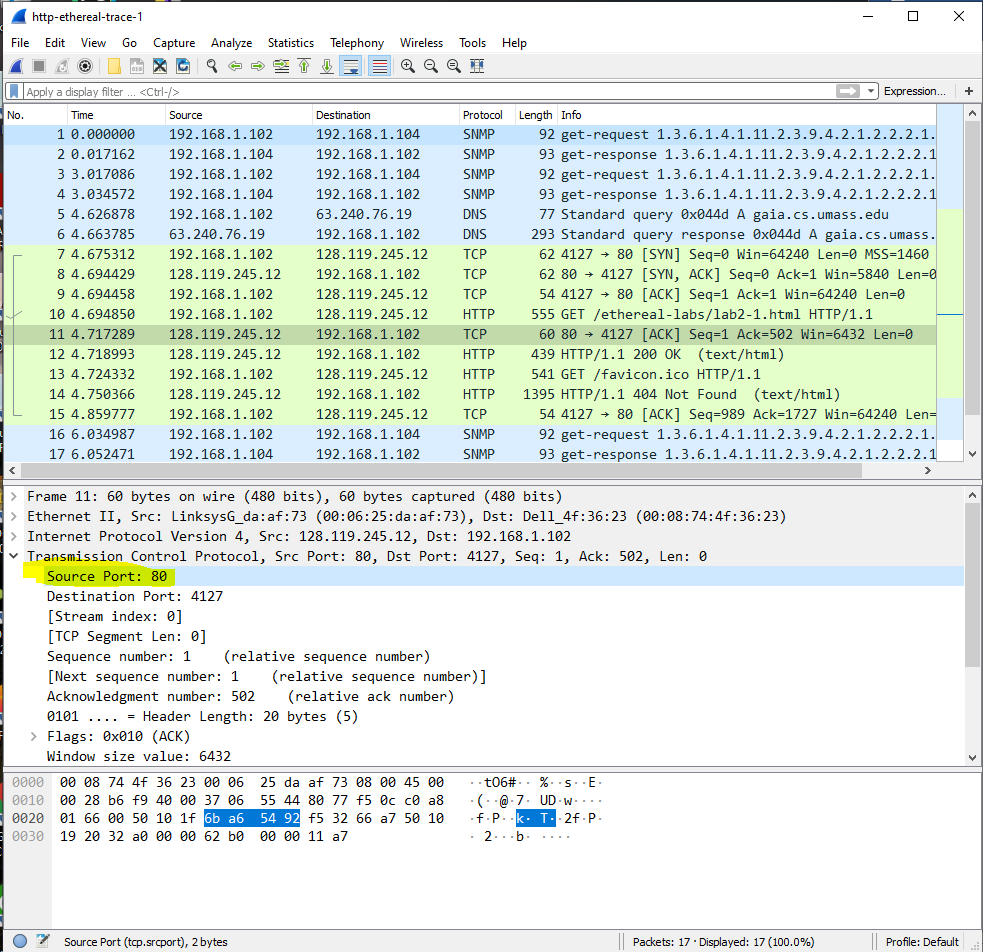 http-ethereal-trace-1
File Edit View Go Capture Analyze Statistics Telephony Wireless Tools Help
Apply a display filter ... <Ctrl-/> Expression... +
No. Time Source Destination Protocol Length Info
1 0.000000 192.168.1.102 192.168.1.104 SNMP 92 get-request 1.3.6.1.4.1.11.2.3.9.4.2.1.2.2.2.1.
2 0.017162 192.168.1.104 192.168.1.102 SNMP 93 get-response 1.3.6.1.4.1.11.2.3.9.4.2.1.2.2.2.1
3 3.017086 192.168.1.102 192.168.1.104 SNMP 92 get-request 1.3.6.1.4.1.11.2.3.9.4.2.1.2.2.2.1.
4 3.034572 192.168.1.104 192.168.1.102 SNMP 93 get-response 1.3.6.1.4.1.11.2.3.9.4.2.1.2.2.2.1
5 4.626878 192.168.1.102 63.240.76.19 DNS 77 Standard query 0x044d A gaia.cs.umass.edu
6 4.663785 63.240.76.19 192.168.1.102 DNS 293 Standard query response 0x044d A gaia.cs.umass.
7 4.675312 192.168.1.102 128.119.245.12 TCP 62 4127 → 80 [SYN] Seq=0 Win=64240 Len=0 MSS=1460
8 4.694429 128.119.245.12 192.168.1.102 TCP 62 80 → 4127 [SYN, ACK] Seq=0 Ack=1 Win=5840 Len=0
9 4.694458 192.168.1.102 128.119.245.12 TCP 54 4127 → 80 [ACK] Seq=1 Ack=1 Win=64240 Len=0
10 4.694850 192.168.1.102 128.119.245.12 HTTP 555 GET /ethereal-labs/lab2-1.html HTTP/1.1
11 4.717289 128.119.245.12 192.168.1.102 TCP 60 80 → 4127 [ACK] Seq=1 Ack=502 Win=6432 Len=0
12 4.718993 128.119.245.12 192.168.1.102 HTTP 439 HTTP/1.1 200 OK (text/html)
13 4.724332 192.168.1.102 128.119.245.12 HTTP 541 GET /favicon.ico HTTP/1.1
14 4.750366 128.119.245.12 192.168.1.102 HTTP 1395 HTTP/1.1 404 Not Found (text/html)
15 4.859777 192.168.1.102 128.119.245.12 TCP 54 4127 → 80 [ACK] Seq=989 Ack=1727 Win=64240 Len=
16 6.034987 192.168.1.102 192.168.1.104 SNMP 92 get-request 1.3.6.1.4.1.11.2.3.9.4.2.1.2.2.2.1.
17 6.052471 192.168.1.104 192.168.1.102 SNMP 93 get-response 1.3.6.1.4.1.11.2.3.9.4.2.1.2.2.2.1
Frame 11: 60 bytes on wire (480 bits), 60 bytes captured (480 bits)
Ethernet II, Src: LinksysG_da:af:73 (00:06:25:da:af:73), Dst: Dell_4f:36:23 (00:08:74:4f:36:23)
Internet Protocol Version 4, Src: 128.119.245.12, Dst: 192.168.1.102
Transmission Control Protocol, Src Port: 80, Dst Port: 4127, Seq: 1, Ack: 502, Len: 0
Source Port: 80
Destination Port: 4127
[Stream index: 0]
[TCP Segment Len: 0]
Sequence number: 1 (relative sequence number)
[Next sequence number: 1 (relative sequence number)]
Acknowledgment number: 502 (relative ack number)
0101 .... = Header Length: 20 bytes (5)
Flags: 0x010 (ACK)
Window size value: 6432
0000 00 08 74 4f 36 23 00 06 25 da af 73 08 00 45 00 ··tO6#·· %··s··E·
0010 00 28 b6 f9 40 00 37 06 55 44 80 77 f5 0c c0 a8 ·(··@·7· UD·w····
0020 01 66 00 50 10 1f 6b a6 54 92 f5 32 66 a7 50 10 ·f·P··k· T··2f·P·
0030 19 20 32 a0 00 00 62 b0 00 00 11 a7 · 2···b· ····
Source Port (tcp.srcport), 2 bytes Packets: 17 · Displayed: 17 (100.0%) Profile: Default